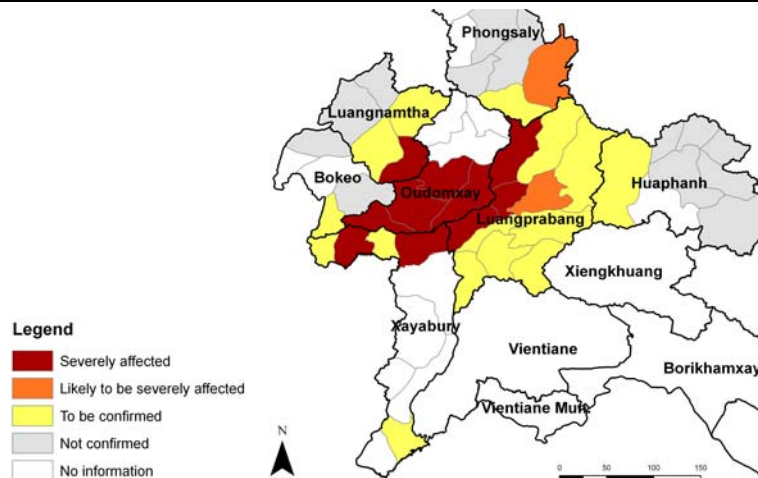 Phongsaly
Luangnamtha
Bokeo
Oudomxay
Huaphanh
Luangprabang
Xiengkhuang
Xayabury
Vientiane
Borikhamxay
Vientiane Mun.
Legend
Severely affected
Likely to be severely affected
To be confirmed
Not confirmed
No information
N
0 25 50 100 150